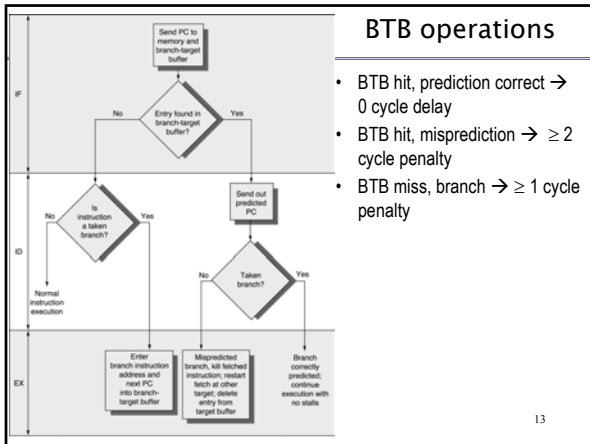 BTB operations
Send PC to
memory and
branch-target
buffer
IF
No
Entry found in
branch-target
buffer?
Yes
Is
instruction
a taken
branch?
No
Yes
Send out
predicted
PC
ID
Normal
instruction
execution
No
Taken
branch?
Yes
EX
Enter
branch instruction
address and
next PC
into branch-
target buffer
Mispredicted
branch, kill fetched
instruction; restart
fetch at other
target; delete
entry from
target buffer
Branch
correctly
predicted;
continue
execution with
no stalls
• BTB hit, prediction correct →
0 cycle delay
• BTB hit, misprediction → ≥ 2
cycle penalty
• BTB miss, branch → ≥ 1 cycle
penalty
13